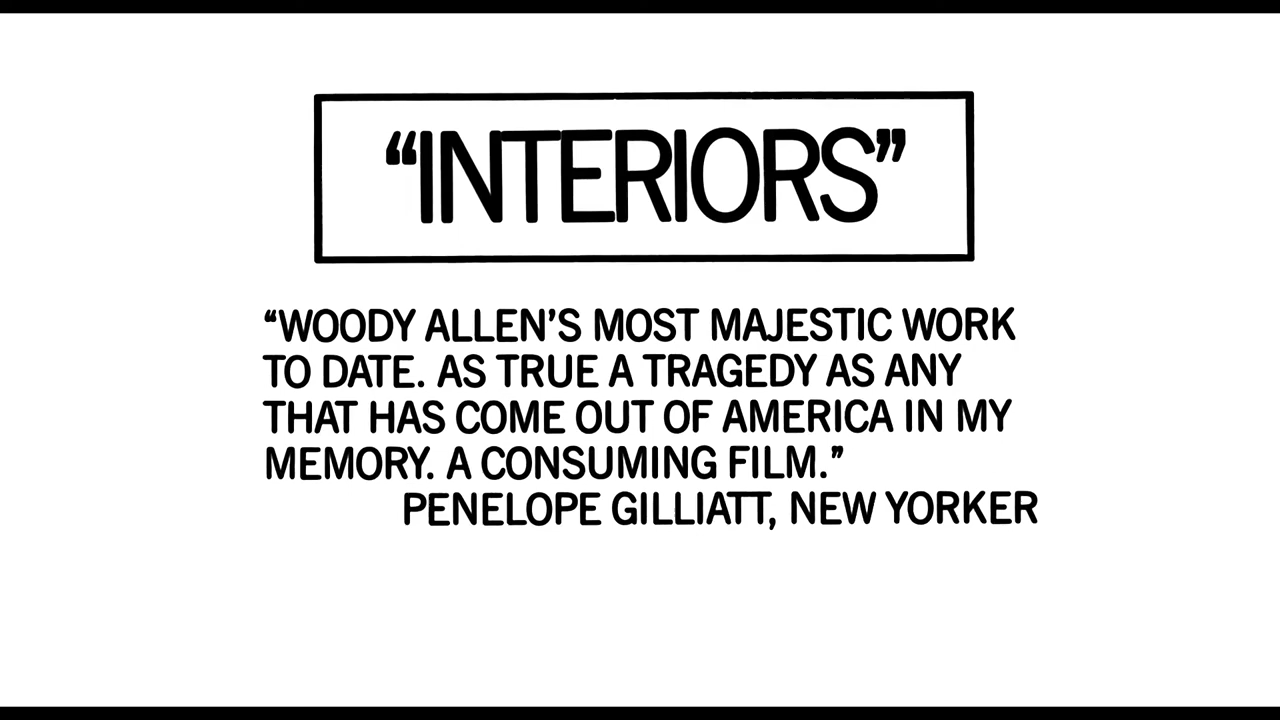 “INTERIORS”
“WOODY ALLEN’S MOST MAJESTIC WORK
TO DATE. AS TRUE A TRAGEDY AS ANY
THAT HAS COME OUT OF AMERICA IN MY
MEMORY. A CONSUMING FILM.”
PENELOPE GILLIATT, NEW YORKER